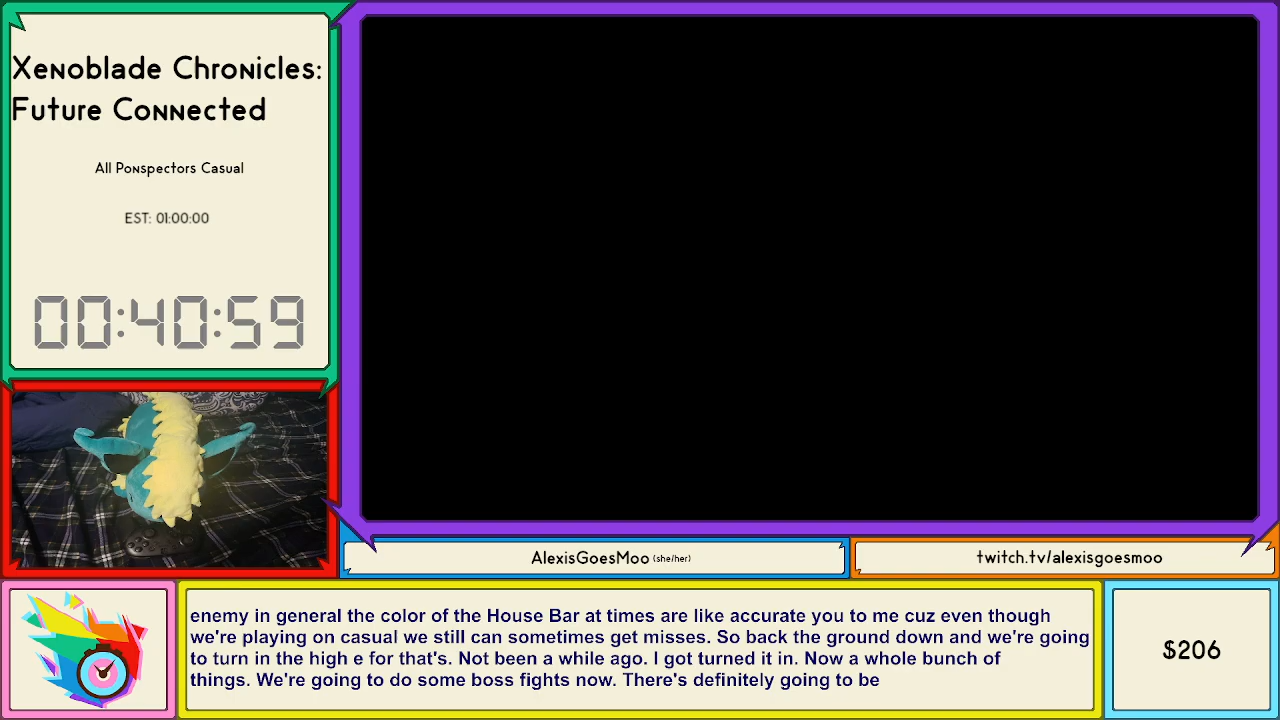 Xenoblade Chronicles:
Future Connected
All Ponspectors Casual
EST: 01:00:00
00:40:59
AlexisGoesMoo (she/her)
twitch.tv/alexisgoesmoo
enemy in general the color of the House Bar at times are like accurate you to me cuz even though
we're playing on casual we still can sometimes get misses. So back the ground down and we're going
to turn in the high e for that's. Not been a while ago. I got turned it in. Now a whole bunch of
things. We're going to do some boss fights now. There's definitely going to be
$206